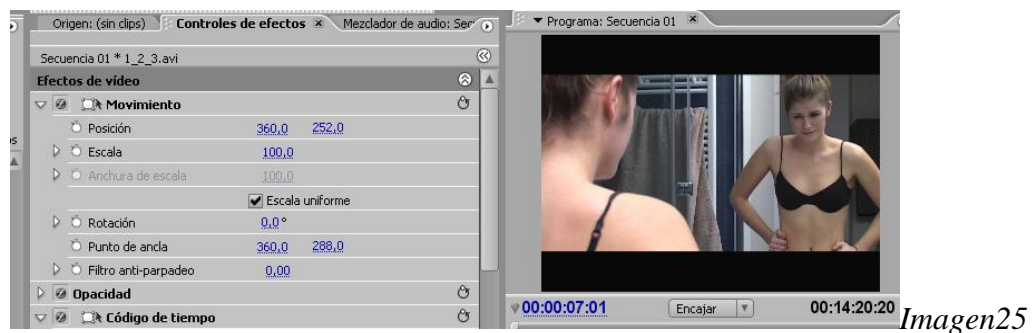 Origen: (sin clips) Controles de efectos × Mezclador de audio: Sec
Programa: Secuencia 01 ×
Secuencia 01 * 1_2_3.avi
Efectos de vídeo
Movimiento
Posición 360,0 252,0
Escala 100,0
Anchura de escala 100,0
Escala uniforme
Rotación 0,0°
Punto de ancla 360,0 288,0
Filtro anti-parpadeo 0,00
Opacidad
Código de tiempo
00:00:07:01 Encajar 00:14:20:20
Imagen25